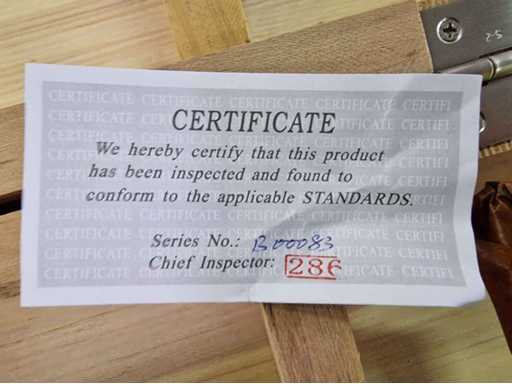 CERTIFICATE
We hereby certify that this product
has been inspected and found to
conform to the applicable STANDARDS.
Series No.: B00083
Chief Inspector: 286